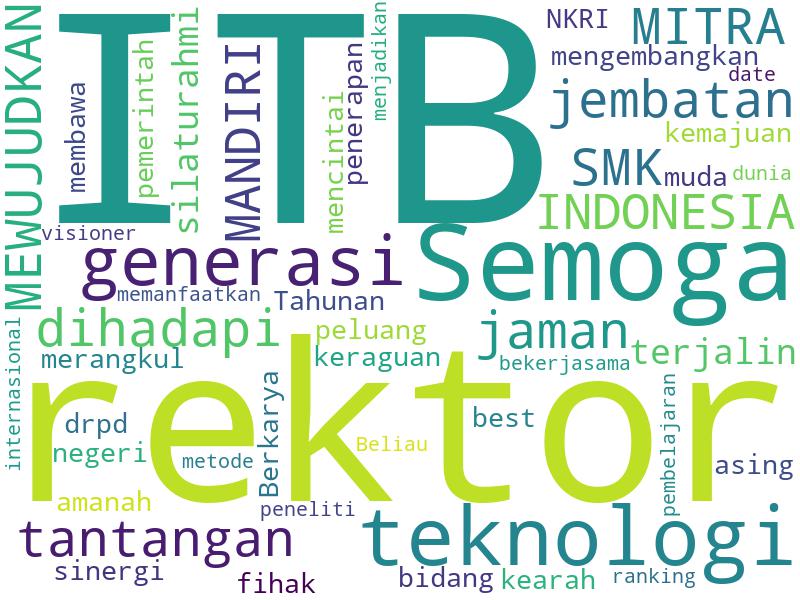 MEWUJUDKAN
ITB
membawa
pemerintah
silaturahmi
MANDIRI
mencintai
penerapan
menjadikan
NKRI
MITRA
mengembangkan
date
jembatan
kemajuan
SMK
muda
dunia
INDONESIA
visioner
generasi
Semoga
memanfaatkan
Tahunan
dihadapi
peluang
jaman
merangkul
keraguan
bekerjasama
terjalin
internasional
rektor
drpd
negeri
metode
Berkarya
Beliau
best
pembelajaran
asing
amanah
peneliti
tantangan
teknologi
sinergi
fihak
bidang
kearah
ranking